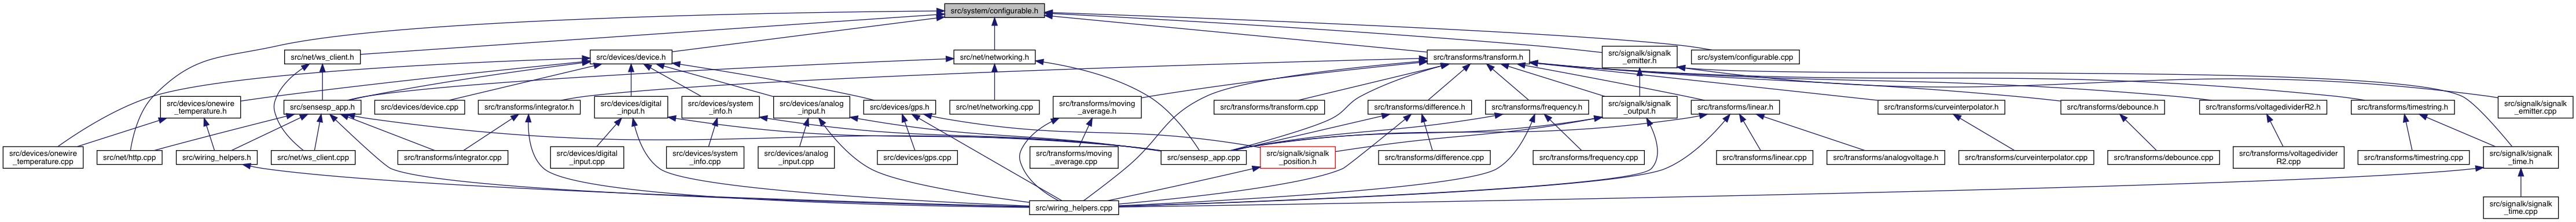 src/system/configurable.h
src/net/ws_client.h
src/devices/device.h
src/net/networking.h
src/transforms/transform.h
src/signalk/signalk
_emitter.h
src/system/configurable.cpp
src/devices/onewire
_temperature.h
src/sensesp_app.h
src/devices/device.cpp
src/transforms/integrator.h
src/devices/digital
_input.h
src/devices/system
_info.h
src/devices/analog
_input.h
src/devices/gps.h
src/net/networking.cpp
src/transforms/moving
_average.h
src/transforms/transform.cpp
src/transforms/difference.h
src/transforms/frequency.h
src/signalk/signalk
_output.h
src/transforms/linear.h
src/transforms/curveinterpolator.h
src/transforms/debounce.h
src/transforms/voltagedividerR2.h
src/transforms/timestring.h
src/signalk/signalk
_emitter.cpp
src/devices/onewire
_temperature.cpp
src/net/http.cpp
src/wiring_helpers.h
src/net/ws_client.cpp
src/transforms/integrator.cpp
src/devices/digital
_input.cpp
src/devices/system
_info.cpp
src/devices/analog
_input.cpp
src/devices/gps.cpp
src/transforms/moving
_average.cpp
src/sensesp_app.cpp
src/signalk/signalk
_position.h
src/transforms/difference.cpp
src/transforms/frequency.cpp
src/transforms/linear.cpp
src/transforms/analogvoltage.h
src/transforms/curveinterpolator.cpp
src/transforms/debounce.cpp
src/transforms/voltagedivider
R2.cpp
src/transforms/timestring.cpp
src/signalk/signalk
_time.h
src/wiring_helpers.cpp
src/signalk/signalk
_time.cpp